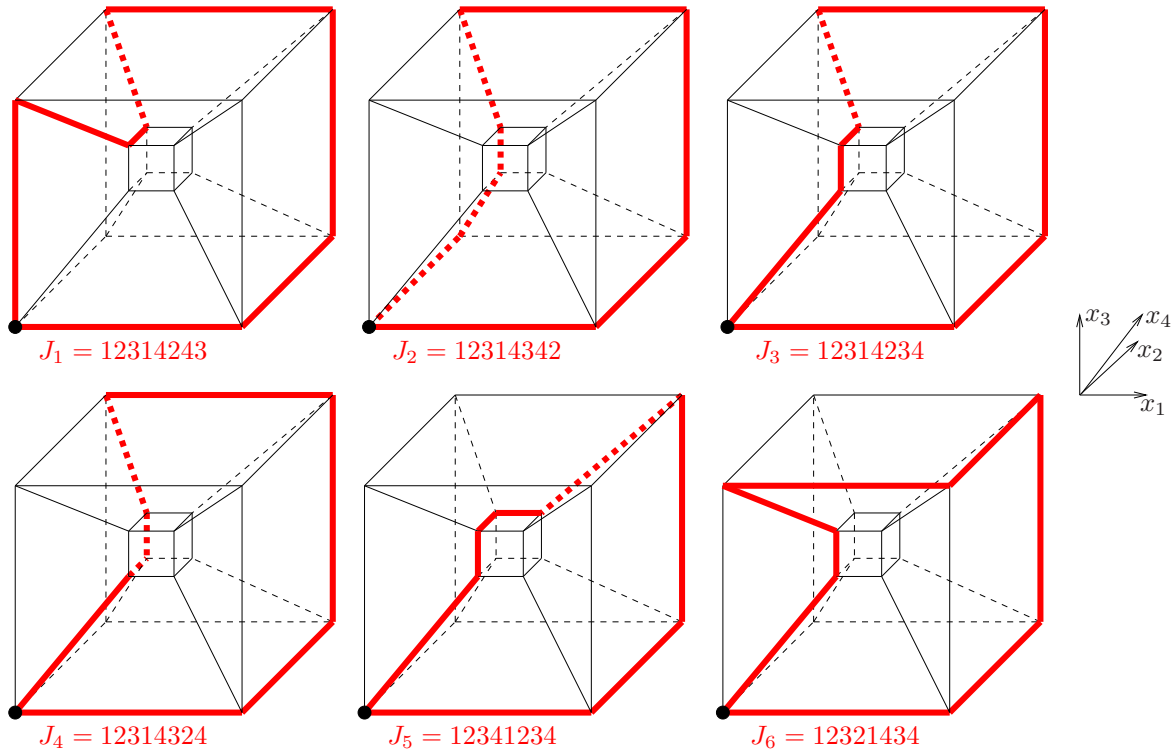 J₁ = 12314243
J₂ = 12314342
J₃ = 12314234
x₃
x₄
x₂
x₁
J₄ = 12314324
J₅ = 12341234
J₆ = 12321434